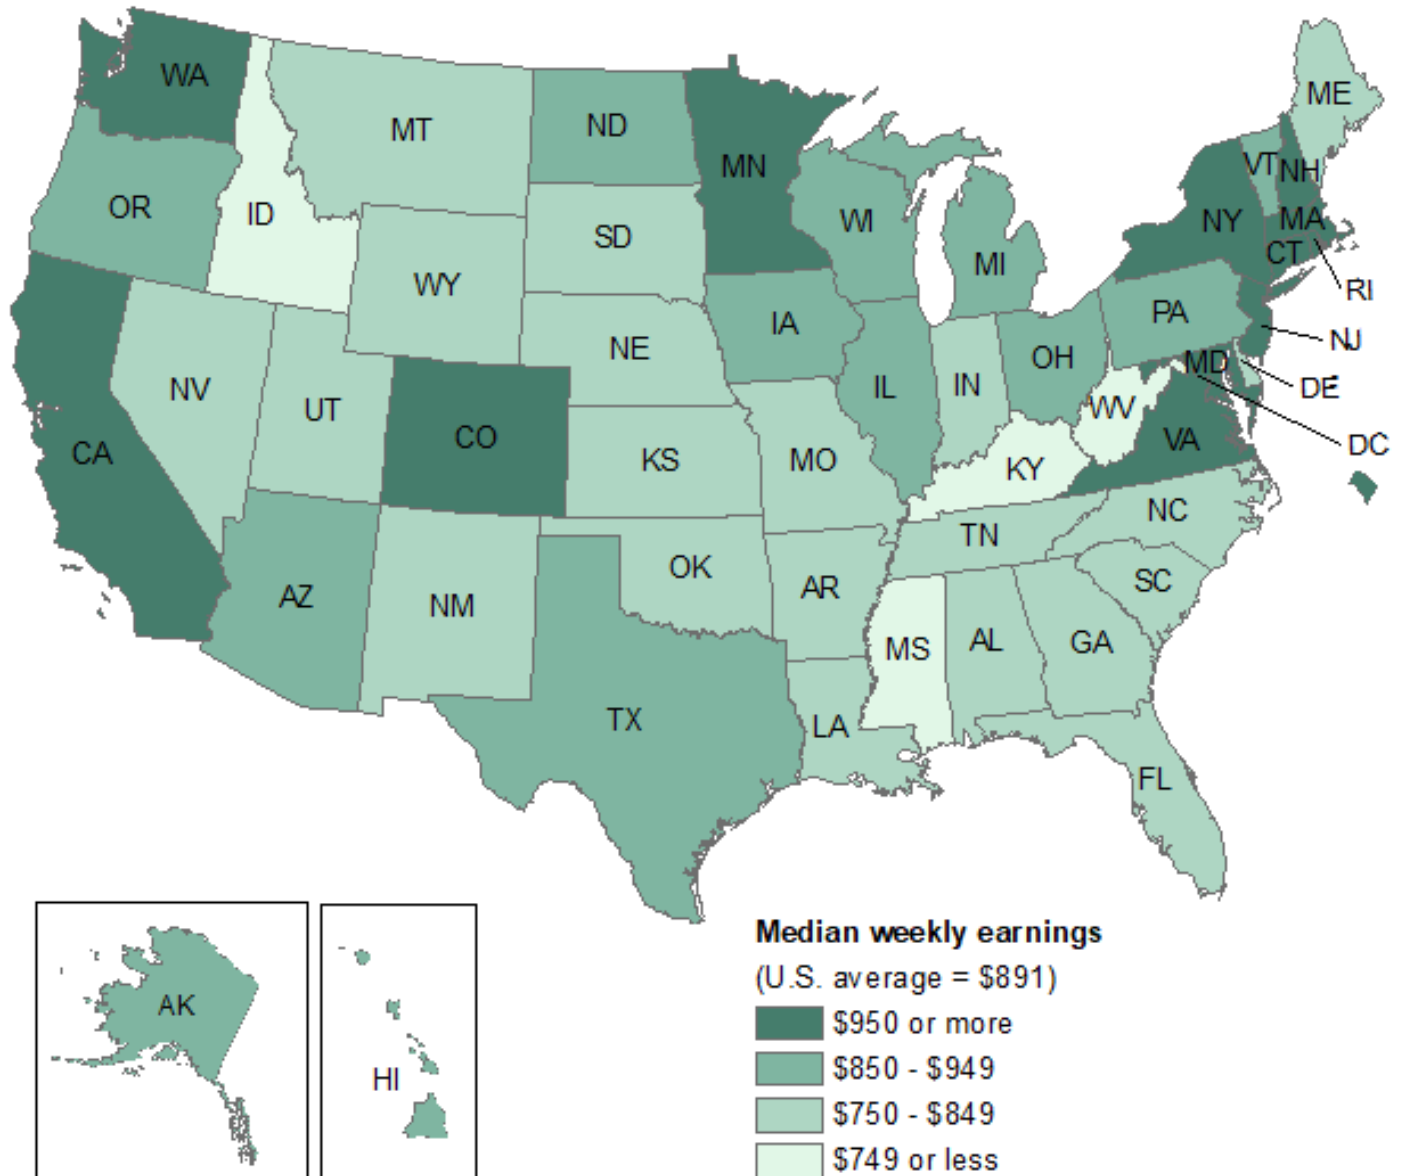 WA
MT
ND
MN
ME
OR
ID
SD
WI
MI
VT
NH
NY
MA
CT
RI
WY
IA
NE
PA
NJ
NV
UT
CO
IL
IN
OH
MD
DE
WV
DC
CA
KS
MO
KY
VA
AZ
NM
OK
AR
TN
NC
SC
MS
AL
GA
TX
LA
FL
AK
HI
Median weekly earnings
(U.S. average = $891)
$950 or more
$850 - $949
$750 - $849
$749 or less